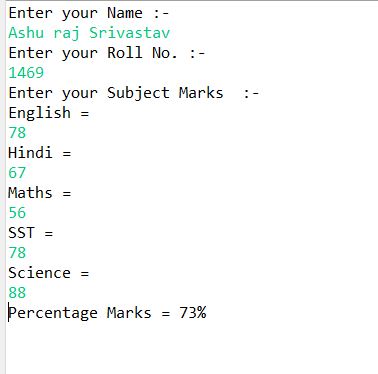 Enter your Name :-
Ashu raj Srivastav
Enter your Roll No. :-
1469
Enter your Subject Marks  :-
English =
78
Hindi =
67
Maths =
56
SST =
78
Science =
88
Percentage Marks = 73%